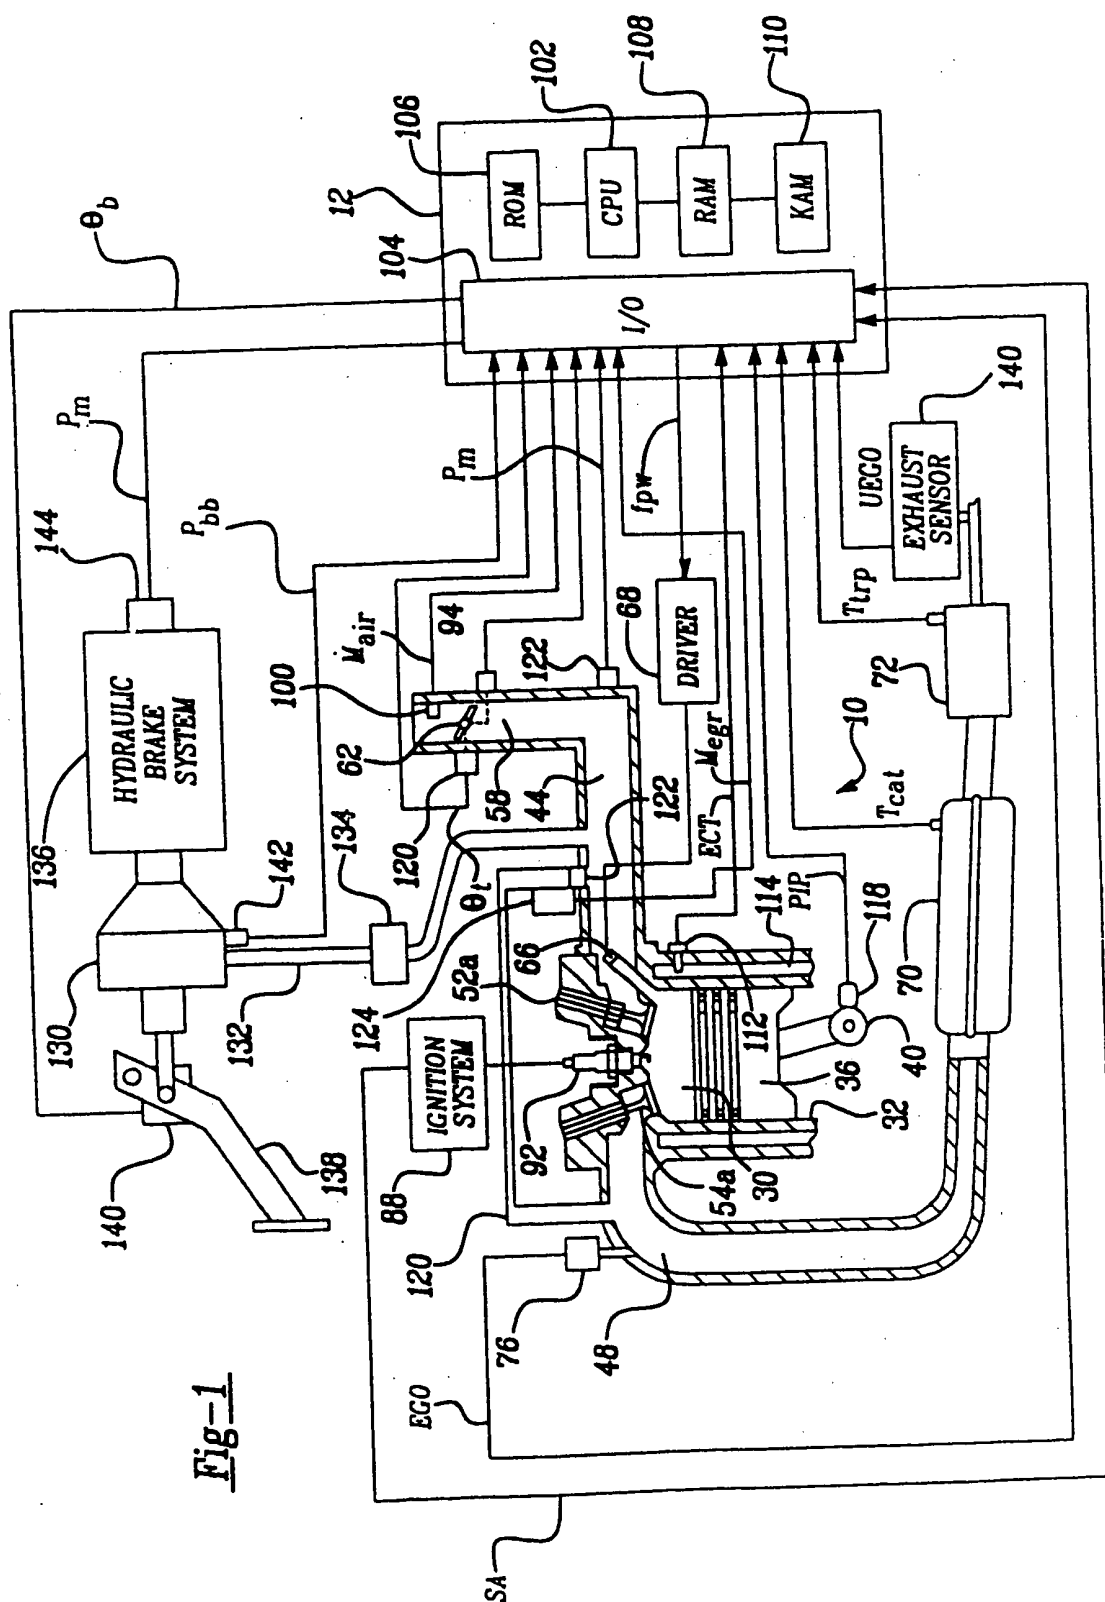 Fig-1
Θb
Pm
144
HYDRAULIC
BRAKE
SYSTEM
136
142
134
130
132
140
138
Pbb
12
104
106
ROM
102
CPU
108
RAM
110
KAM
I/O
Mair
94
100
62
58
44
120
Θt
Pm
122
fpw
DRIVER
68
Megr
ECT
122
124
66
52a
IGNITION
SYSTEM
88
92
120
76
EGO
48
54a
30
32
36
40
112
114
PIP
118
70
10
Tcat
72
Ttrp
UEGO
EXHAUST
SENSOR
140
SA